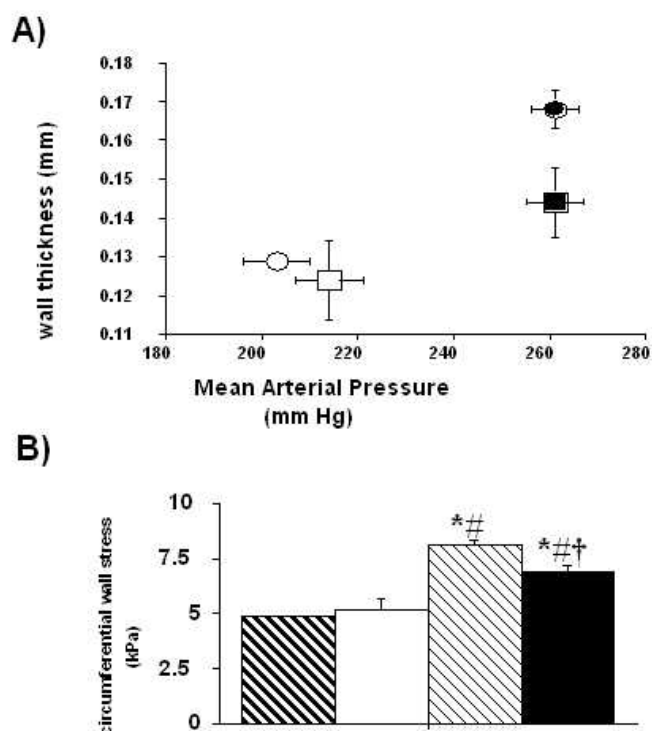 A)
0.18
0.17
0.16
0.15
0.14
0.13
0.12
0.11
wall thickness (mm)
180 200 220 240 260 280
Mean Arterial Pressure
(mm Hg)
B)
10
7.5
5
2.5
0
circumferential wall stress
(kPa)
*#
*#†